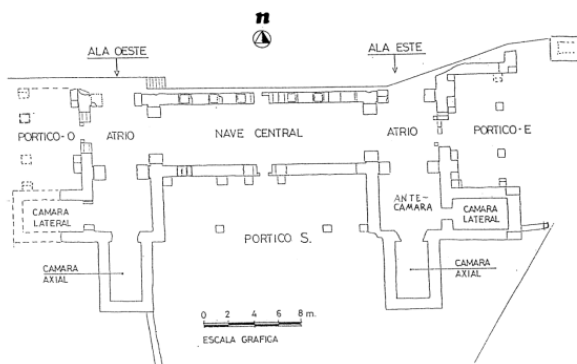 n
ALA OESTE
ALA ESTE
PORTICO-O
ATRIO
NAVE CENTRAL
ATRIO
PORTICO-E
CAMARA
LATERAL
ANTE-
CAMARA
CAMARA
LATERAL
PORTICO S.
CAMARA
AXIAL
CAMARA
AXIAL
0 2 4 6 8 m.
ESCALA GRAFICA